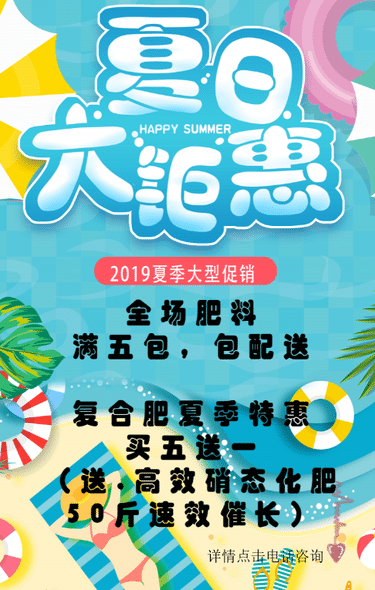 夏日
HAPPY SUMMER
大钜惠
2019夏季大型促销
全场肥料
满五包，包配送
复合肥夏季特惠
买五送一
（送.高效硝态化肥
50斤速效催长）
详情点击电话咨询